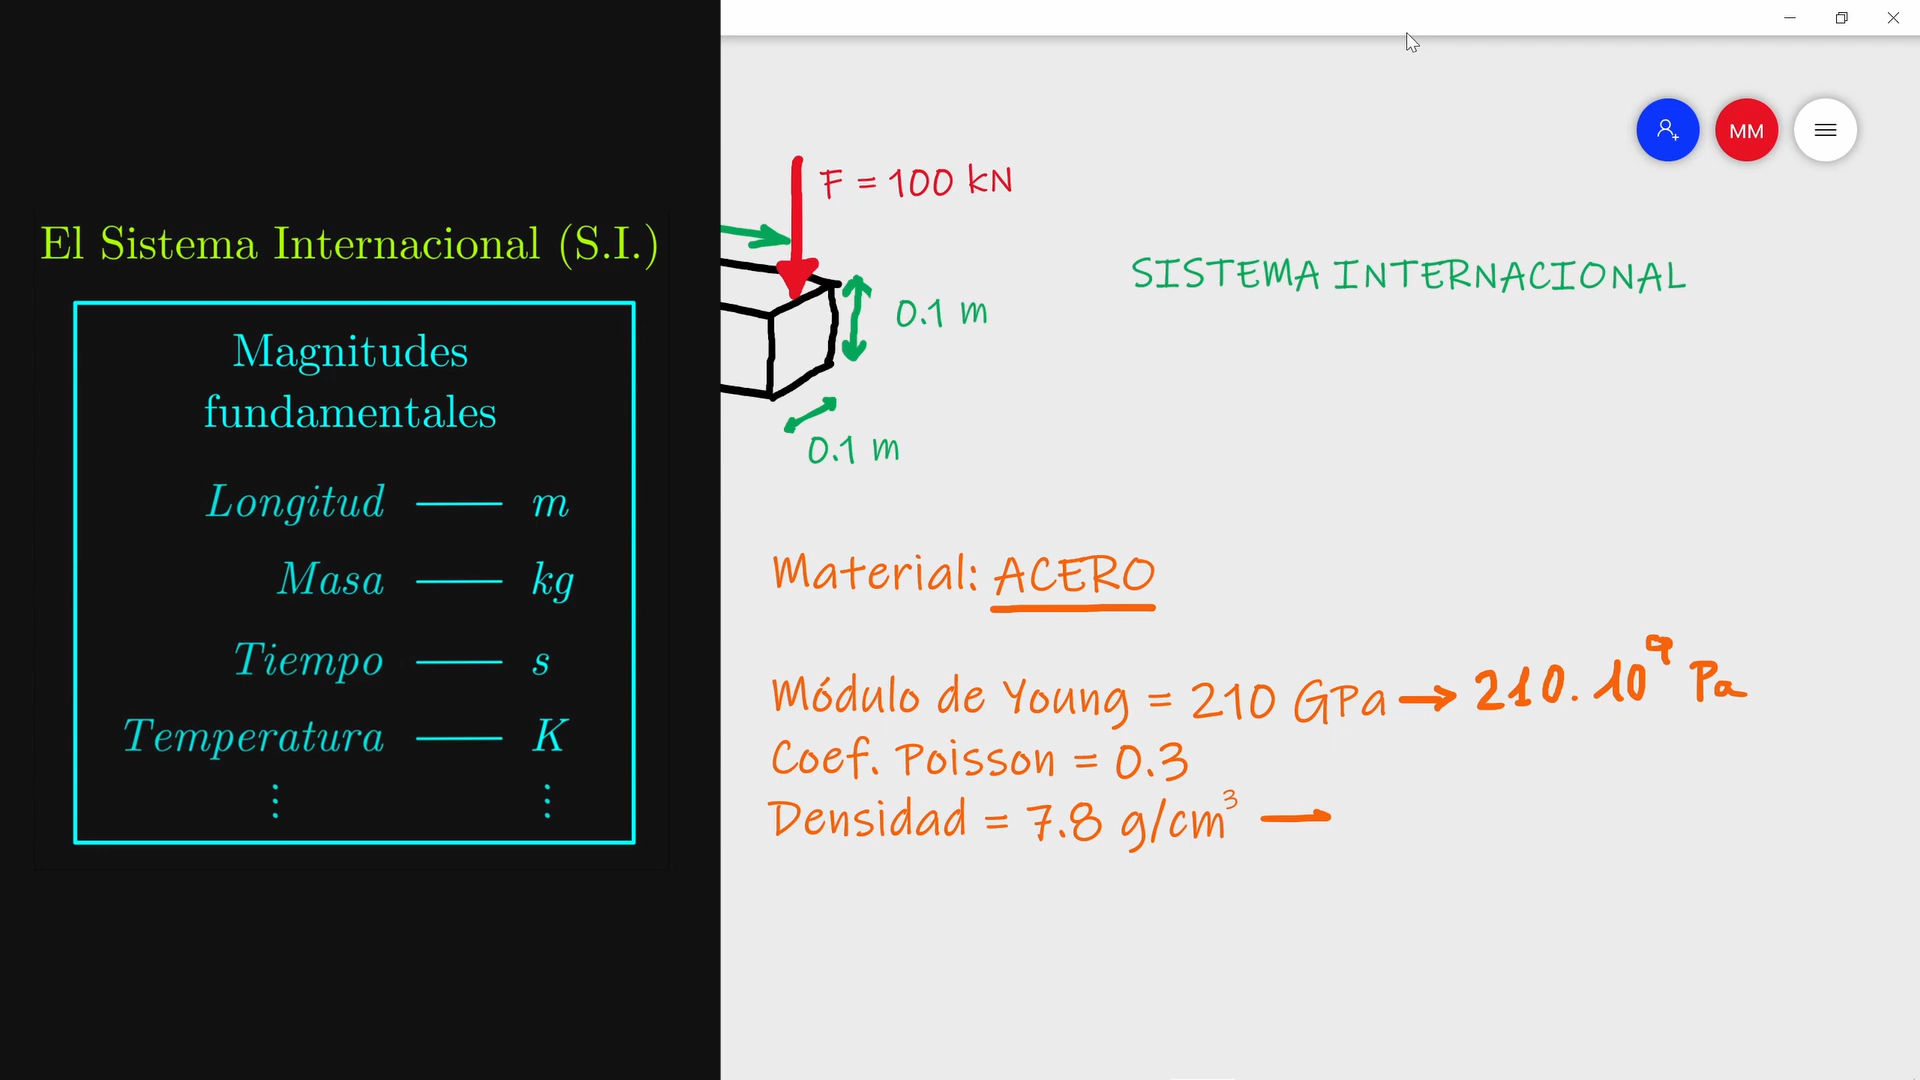 El Sistema Internacional (S.I.)
Magnitudes
fundamentales
Longitud — m
Masa — kg
Tiempo — s
Temperatura — K
⋮ ⋮
MM
F = 100 kN
SISTEMA INTERNACIONAL
0.1 m
0.1 m
Material: ACERO
Módulo de Young = 210 GPa → 210. 10⁹ Pa
Coef. Poisson = 0.3
Densidad = 7.8 g/cm³ —